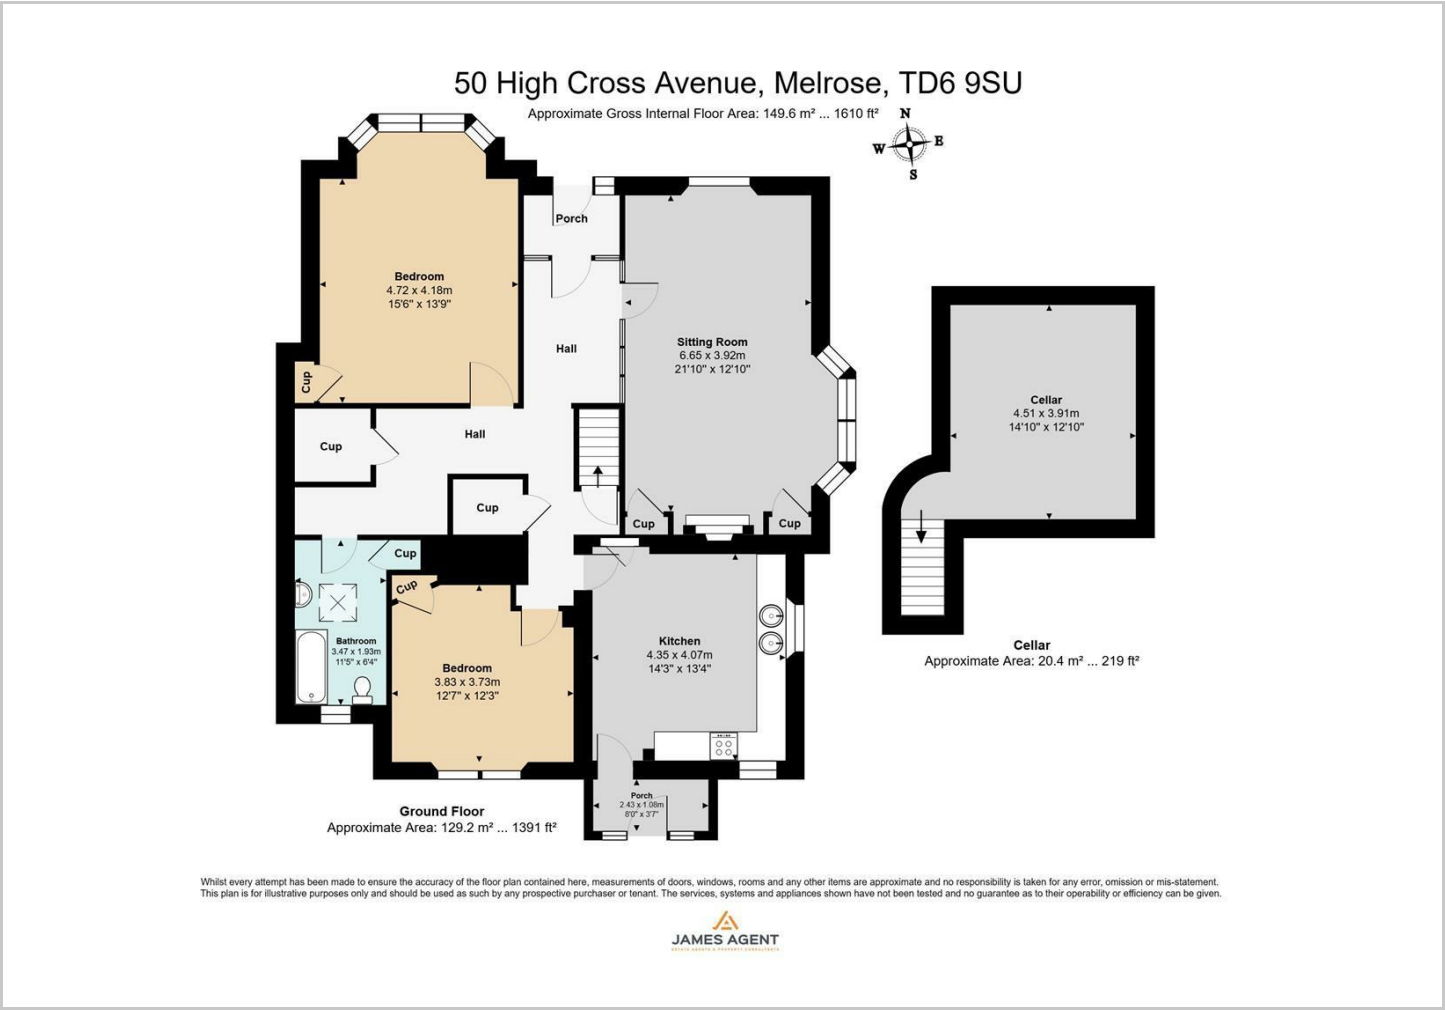 50 High Cross Avenue, Melrose, TD6 9SU
Approximate Gross Internal Floor Area: 149.6 m² ... 1610 ft²
N
W
E
S
Porch
Bedroom
4.72 x 4.18m
15'6" x 13'9"
Hall
Sitting Room
6.65 x 3.92m
21'10" x 12'10"
Cup
Cup
Hall
Cup
Cup
Cup
Cup
Cup
Cellar
4.51 x 3.91m
14'10" x 12'10"
Bathroom
3.47 x 1.93m
11'5" x 6'4"
Bedroom
3.83 x 3.73m
12'7" x 12'3"
Kitchen
4.35 x 4.07m
14'3" x 13'4"
Cellar
Approximate Area: 20.4 m² ... 219 ft²
Porch
2.43 x 1.08m
8'0" x 3'7"
Ground Floor
Approximate Area: 129.2 m² ... 1391 ft²
Whilst every attempt has been made to ensure the accuracy of the floor plan contained here, measurements of doors, windows, rooms and any other items are approximate and no responsibility is taken for any error, omission or mis-statement.
This plan is for illustrative purposes only and should be used as such by any prospective purchaser or tenant. The services, systems and appliances shown have not been tested and no guarantee as to their operability or efficiency can be given.
JAMES AGENT
ESTATE AGENTS & PROPERTY CONSULTANTS